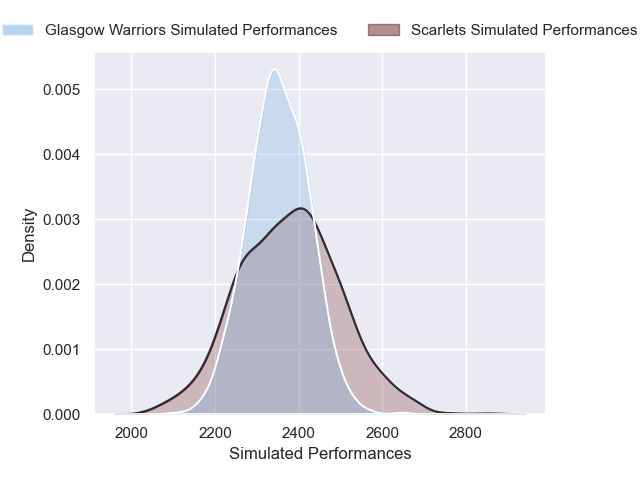 Glasgow Warriors Simulated Performances
Scarlets Simulated Performances
0.005
0.004
0.003
0.002
0.001
0.000
Density
2000 2200 2400 2600 2800
Simulated Performances